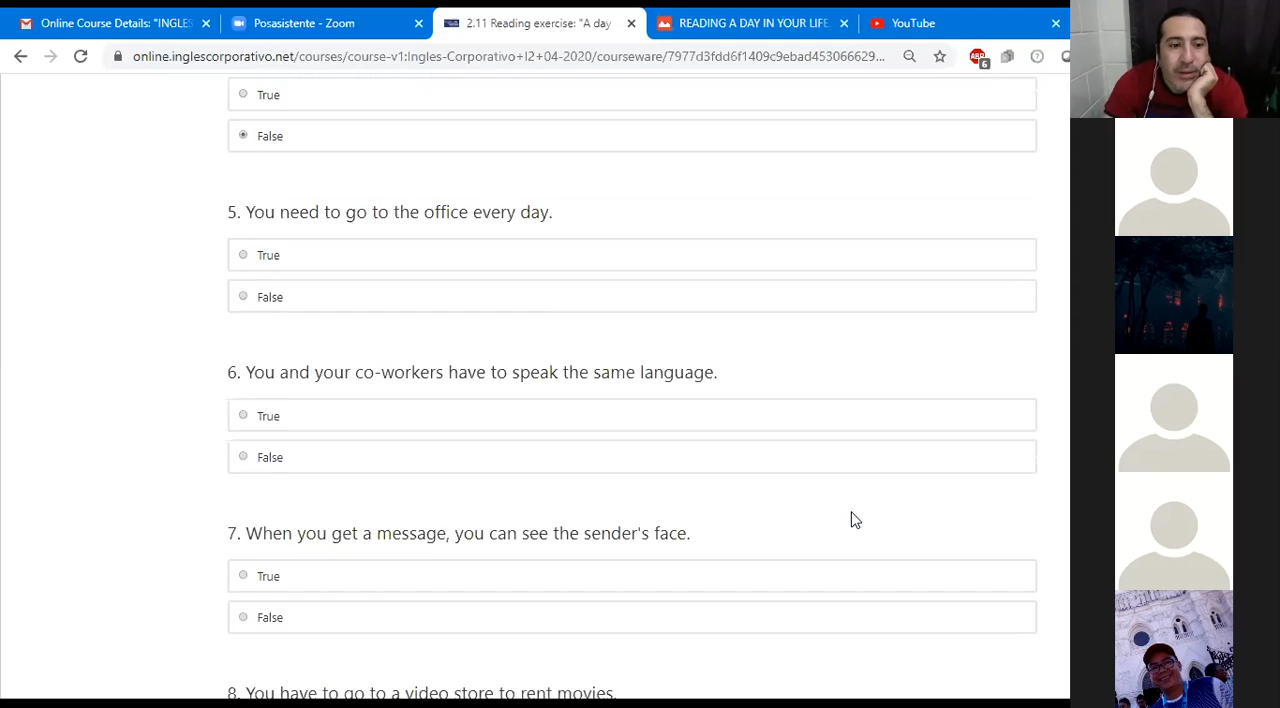 Online Course Details: "INGLES
Posasistente - Zoom
2.11 Reading exercise: "A day
READING A DAY IN YOUR LIFE
YouTube
online.inglescorporativo.net/courses/course-v1:Ingles-Corporativo+I2+04-2020/courseware/7977d3fdd6f1409c9ebad453066629...
ABP
6
True
False
5. You need to go to the office every day.
True
False
6. You and your co-workers have to speak the same language.
True
False
7. When you get a message, you can see the sender's face.
True
False
8. You have to go to a video store to rent movies.